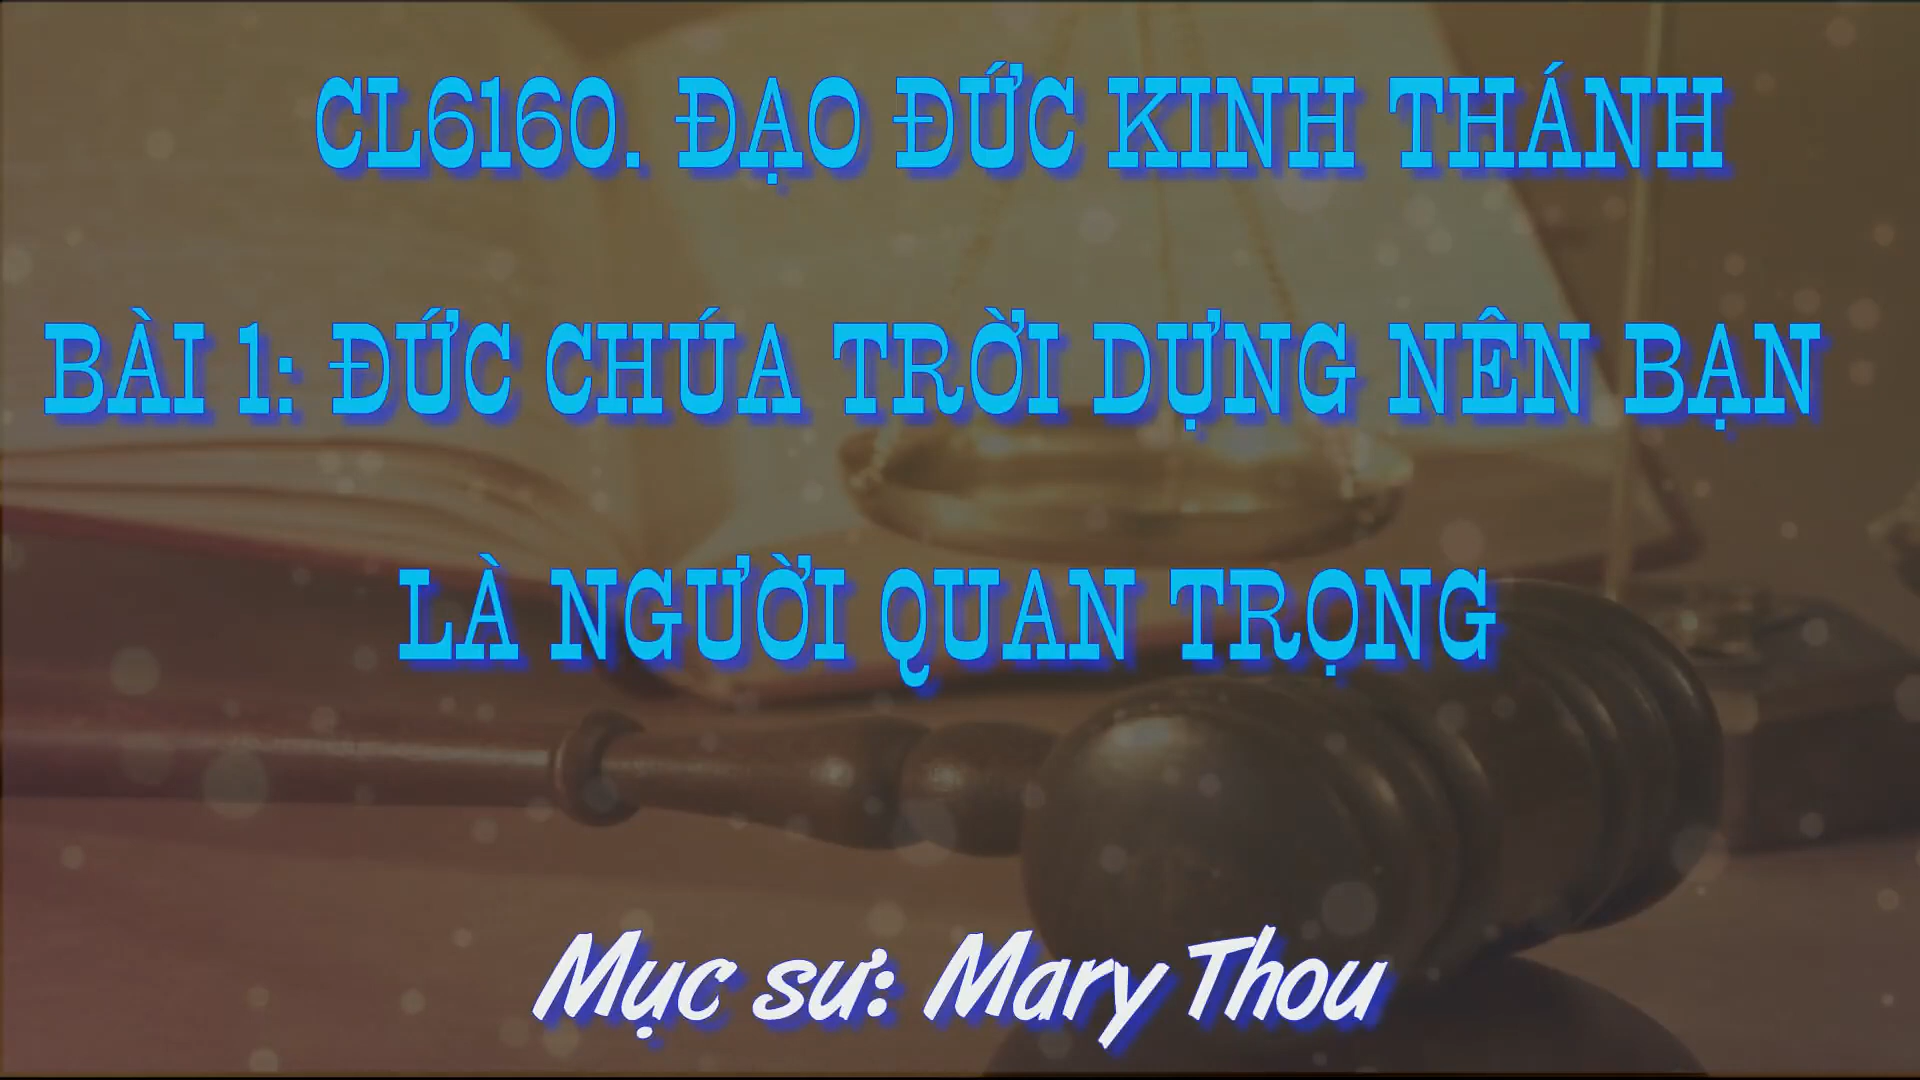 CL6160. ĐẠO ĐỨC KINH THÁNH
BÀI 1: ĐỨC CHÚA TRỜI DỰNG NÊN BẠN
LÀ NGƯỜI QUAN TRỌNG
Mục sư: Mary Thou